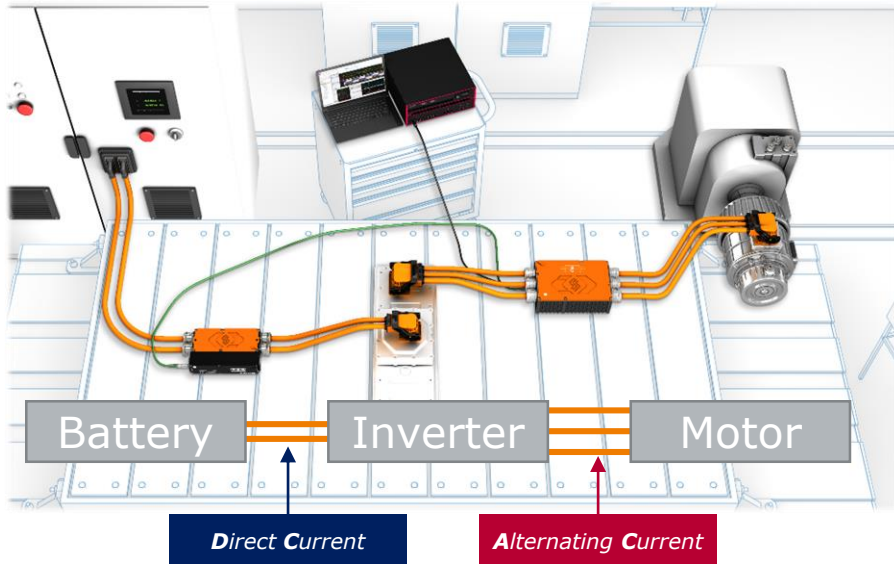 Battery
Inverter
Motor
Direct Current
Alternating Current